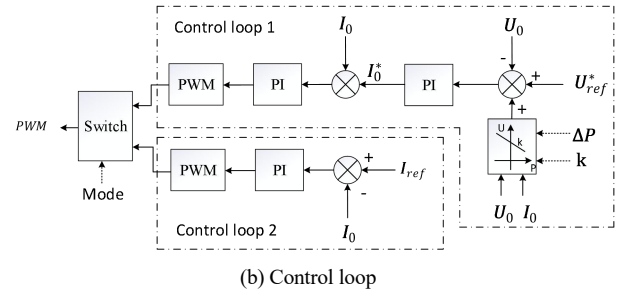 Control loop 1
I₀
U₀
-
PWM
PI
I₀*
PI
+
U*ref
+
PWM
Switch
U
k
P
ΔP
k
Mode
PWM
PI
+
Iref
-
U₀
I₀
I₀
Control loop 2
(b) Control loop